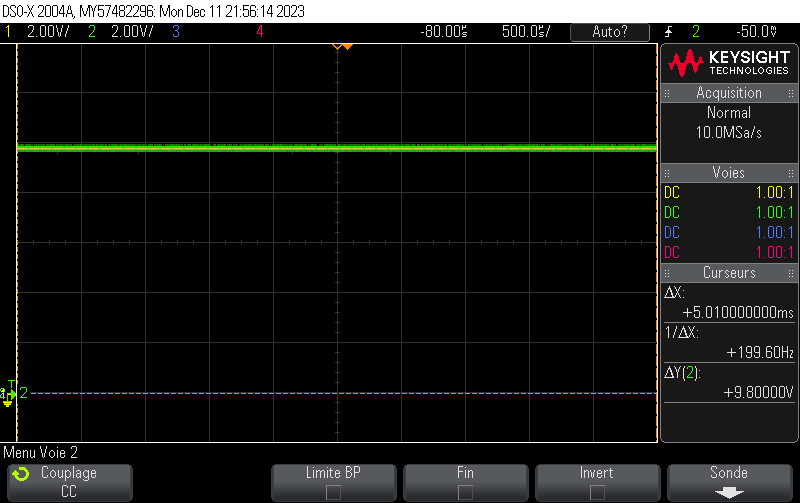 DSO-X 2004A, MY57482296: Mon Dec 11 21:56:14 2023
1 2.00V/ 2 2.00V/ 3 4 -80.00µs 500.0µs/ Auto? 2 -50.0V
KEYSIGHT
TECHNOLOGIES
Acquisition
Normal
10.0MSa/s
Voies
DC 1.00:1
DC 1.00:1
DC 1.00:1
DC 1.00:1
Curseurs
ΔX:
+5.010000000ms
1/ΔX:
+199.60Hz
ΔY(2):
+9.80000V
T
2
Menu Voie 2
Couplage
CC
Limite BP
Fin
Invert
Sonde